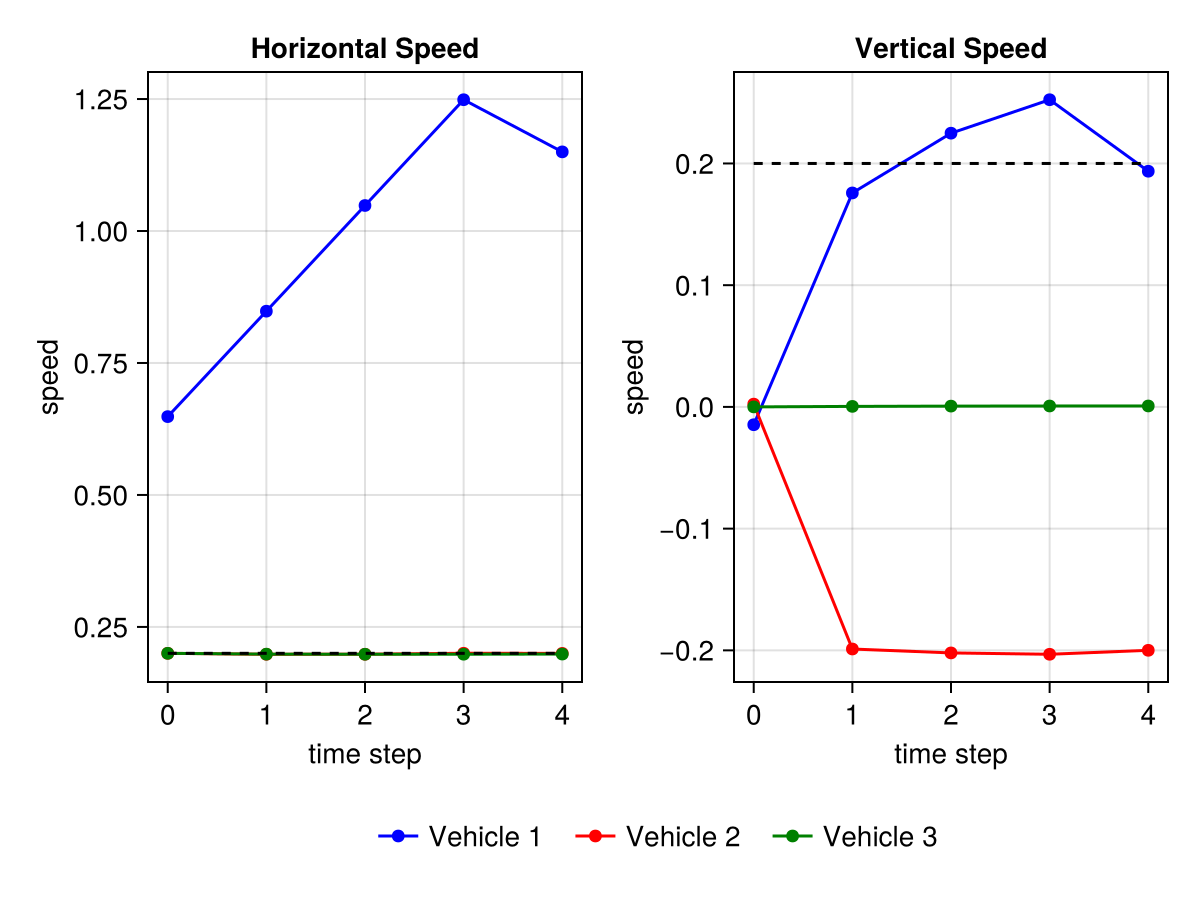 Horizontal Speed
1.25
1.00
0.75
0.50
0.25
speed
0 1 2 3 4
time step
Vertical Speed
0.2
0.1
0.0
−0.1
−0.2
speed
0 1 2 3 4
time step
Vehicle 1 Vehicle 2 Vehicle 3